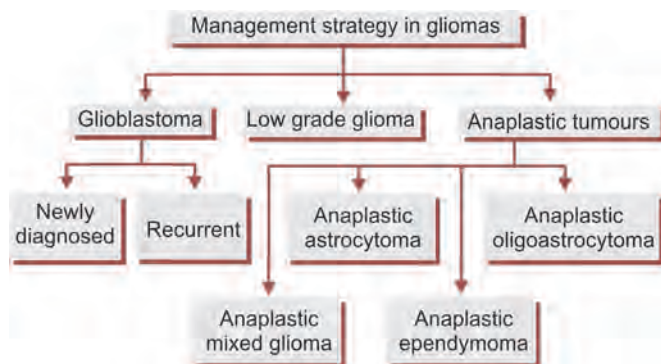 Management strategy in gliomas
Glioblastoma
Low grade glioma
Anaplastic tumours
Newly
diagnosed
Recurrent
Anaplastic
astrocytoma
Anaplastic
oligoastrocytoma
Anaplastic
mixed glioma
Anaplastic
ependymoma